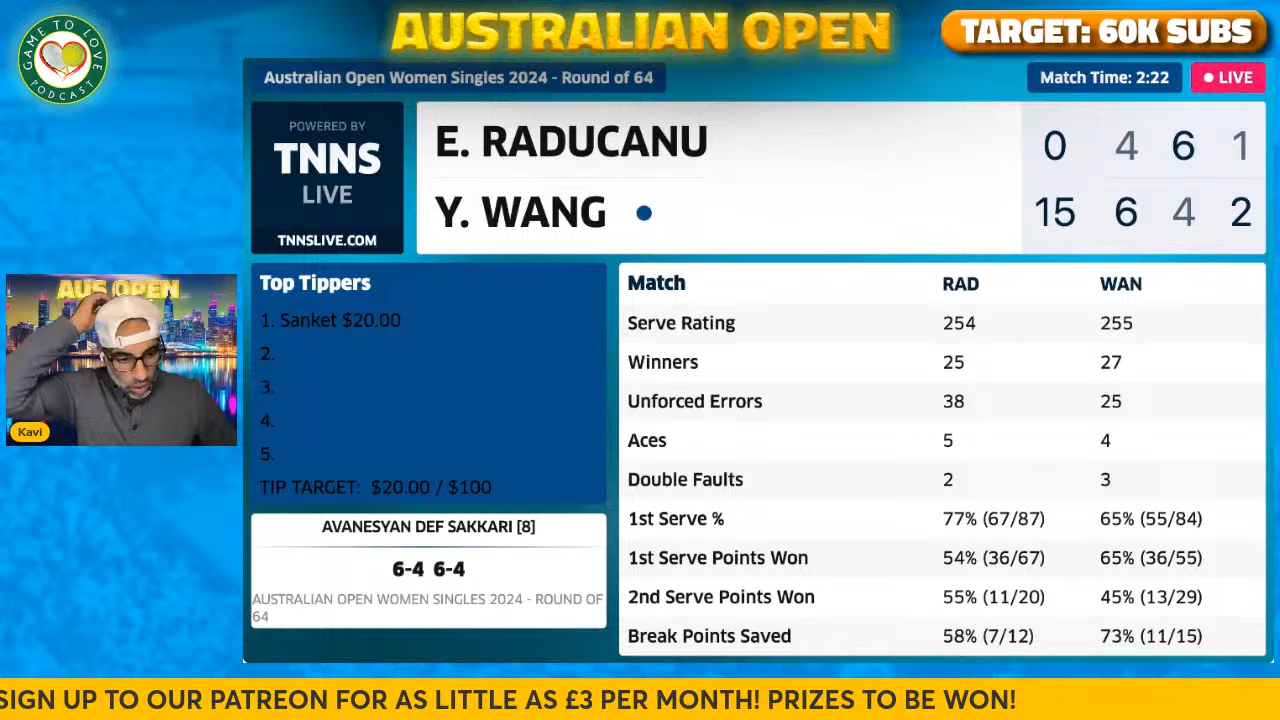 GAME TO LOVE
PODCAST
AUSTRALIAN OPEN
TARGET: 60K SUBS
Australian Open Women Singles 2024 - Round of 64
Match Time: 2:22
LIVE
POWERED BY
TNNS
LIVE
TNNSLIVE.COM
E. RADUCANU 0 4 6 1
Y. WANG 15 6 4 2
AUS OPEN
Kavi
Top Tippers
1. Sanket $20.00
2.
3.
4.
5.
TIP TARGET: $20.00 / $100
AVANESYAN DEF SAKKARI [8]
6-4 6-4
AUSTRALIAN OPEN WOMEN SINGLES 2024 - ROUND OF
64
Match RAD WAN
Serve Rating 254 255
Winners 25 27
Unforced Errors 38 25
Aces 5 4
Double Faults 2 3
1st Serve % 77% (67/87) 65% (55/84)
1st Serve Points Won 54% (36/67) 65% (36/55)
2nd Serve Points Won 55% (11/20) 45% (13/29)
Break Points Saved 58% (7/12) 73% (11/15)
SIGN UP TO OUR PATREON FOR AS LITTLE AS £3 PER MONTH! PRIZES TO BE WON!